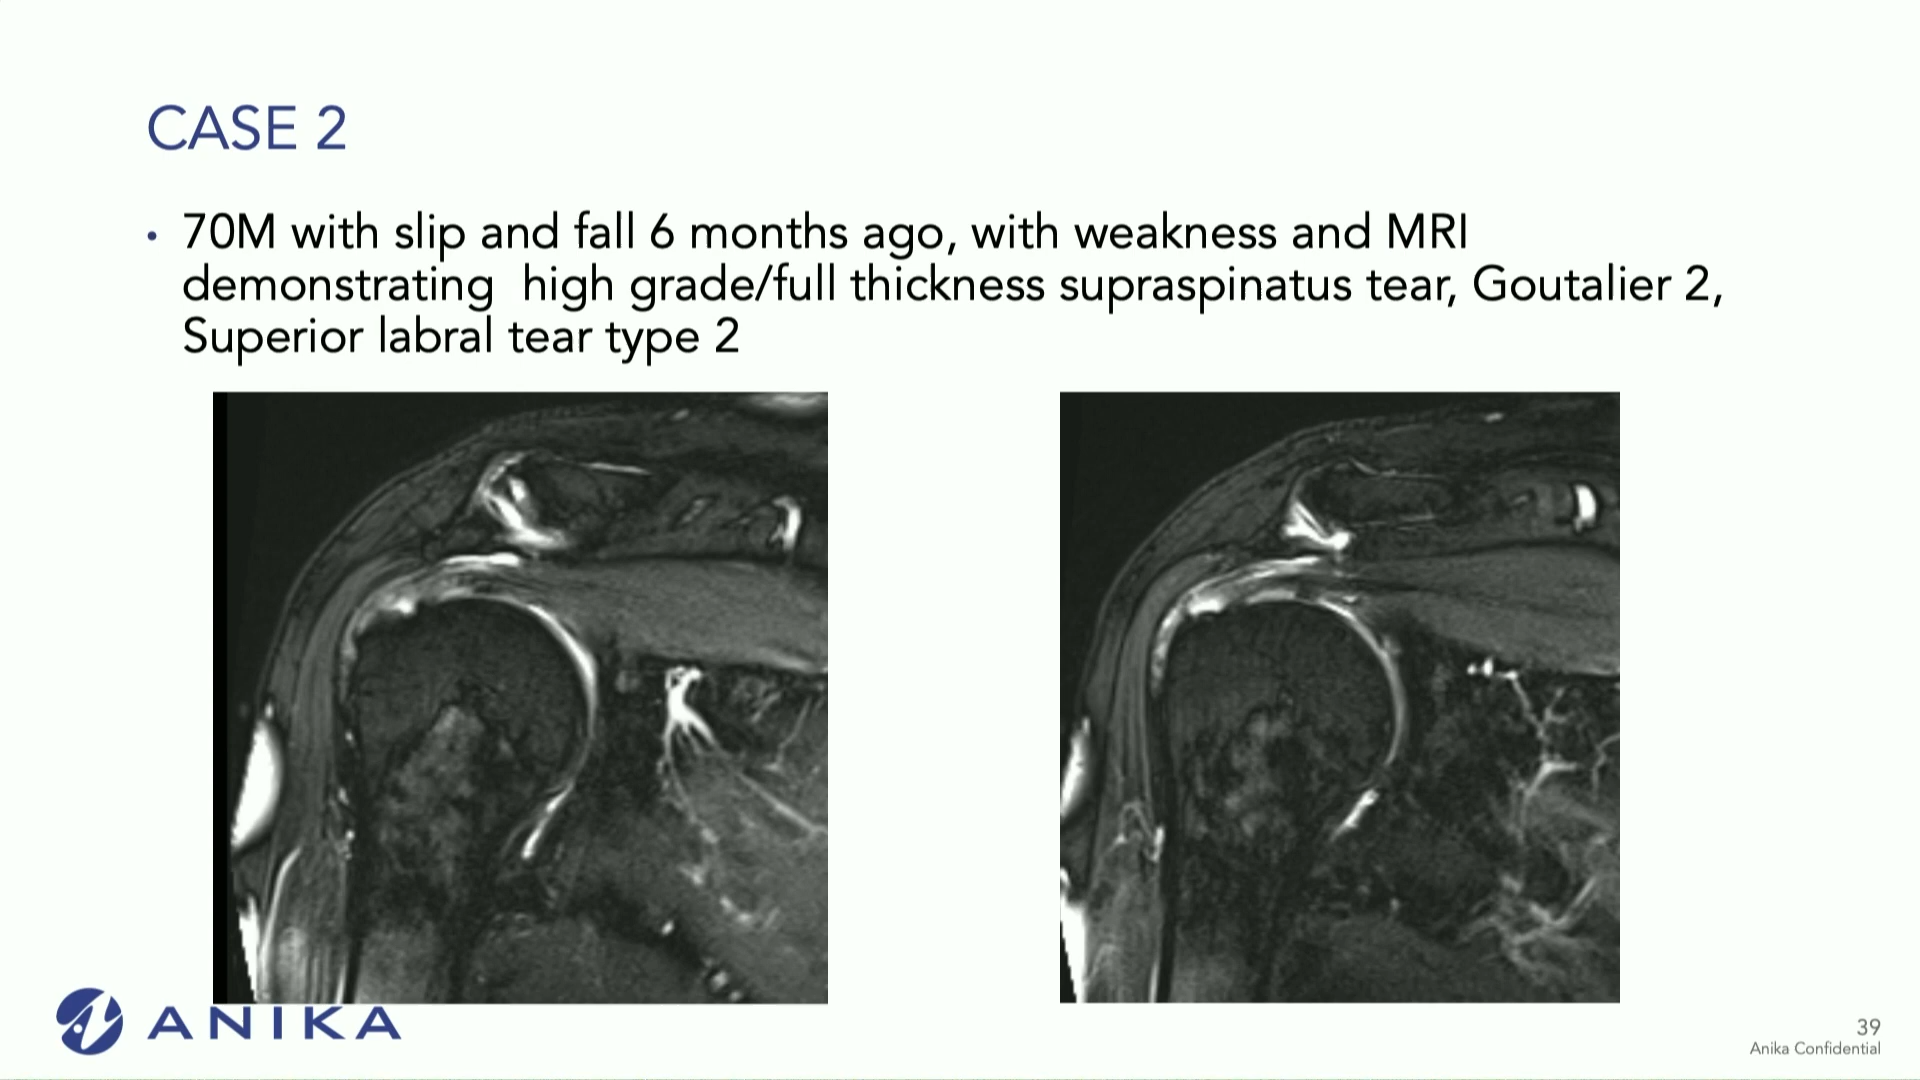 CASE 2
• 70M with slip and fall 6 months ago, with weakness and MRI
demonstrating  high grade/full thickness supraspinatus tear, Goutalier 2,
Superior labral tear type 2
ANIKA
39
Anika Confidential